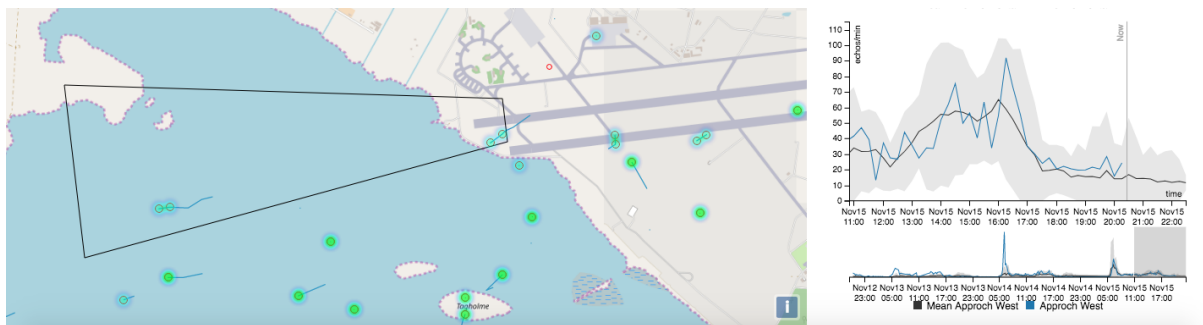 Tagholme
i
echos/min
110
100
90
80
70
60
50
40
30
20
10
0
Now
time
Nov15 Nov15 Nov15 Nov15 Nov15 Nov15 Nov15 Nov15 Nov15 Nov15 Nov15 Nov15
11:00 12:00 13:00 14:00 15:00 16:00 17:00 18:00 19:00 20:00 21:00 22:00
Nov12 Nov13 Nov13 Nov13 Nov13 Nov14 Nov14 Nov14 Nov14 Nov15 Nov15 Nov15
23:00 05:00 11:00 17:00 23:00 05:00 11:00 17:00 23:00 05:00 11:00 17:00
Mean Approch West Approch West